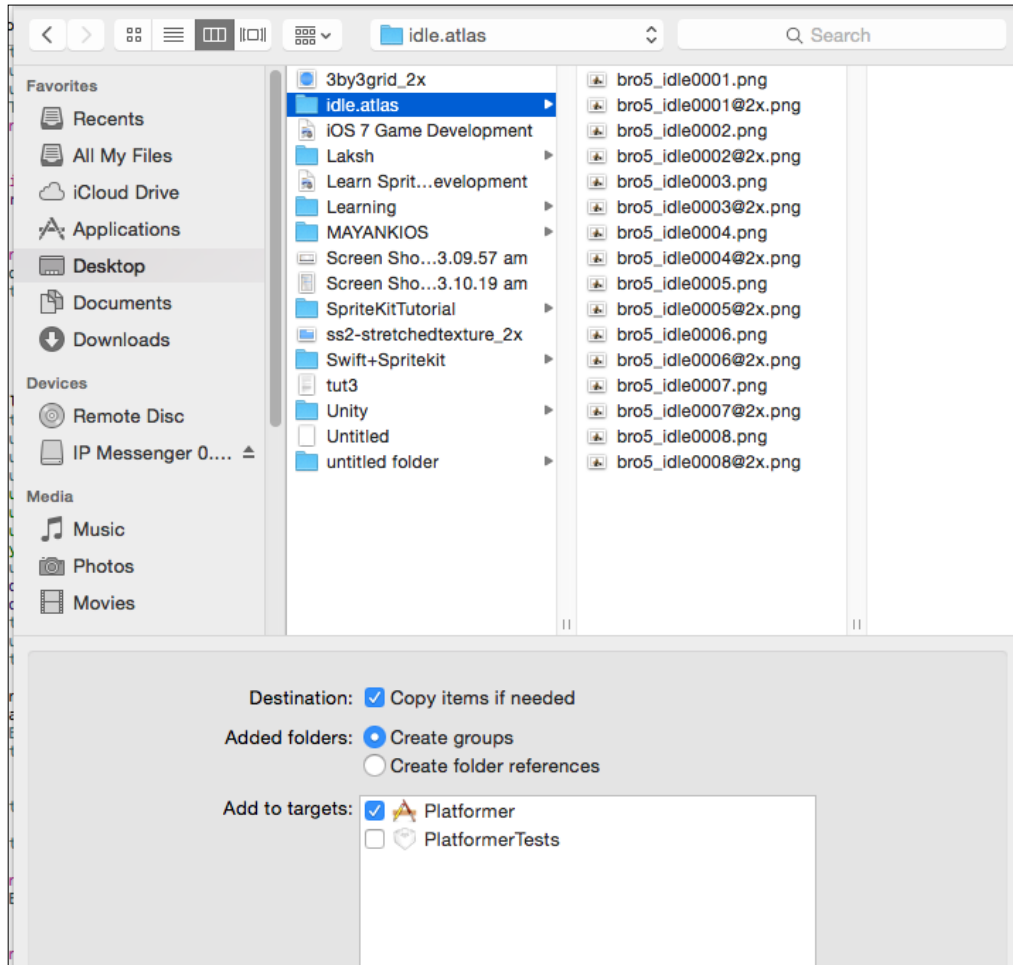 idle.atlas
Search
Favorites
Recents
All My Files
iCloud Drive
Applications
Desktop
Documents
Downloads
Devices
Remote Disc
IP Messenger 0....
Media
Music
Photos
Movies
3by3grid_2x
idle.atlas
iOS 7 Game Development
Laksh
Learn Sprit...evelopment
Learning
MAYANKIOS
Screen Sho...3.09.57 am
Screen Sho...3.10.19 am
SpriteKitTutorial
ss2-stretchedtexture_2x
Swift+Spritekit
tut3
Unity
Untitled
untitled folder
bro5_idle0001.png
bro5_idle0001@2x.png
bro5_idle0002.png
bro5_idle0002@2x.png
bro5_idle0003.png
bro5_idle0003@2x.png
bro5_idle0004.png
bro5_idle0004@2x.png
bro5_idle0005.png
bro5_idle0005@2x.png
bro5_idle0006.png
bro5_idle0006@2x.png
bro5_idle0007.png
bro5_idle0007@2x.png
bro5_idle0008.png
bro5_idle0008@2x.png
Destination: Copy items if needed
Added folders: Create groups
Create folder references
Add to targets: Platformer
PlatformerTests